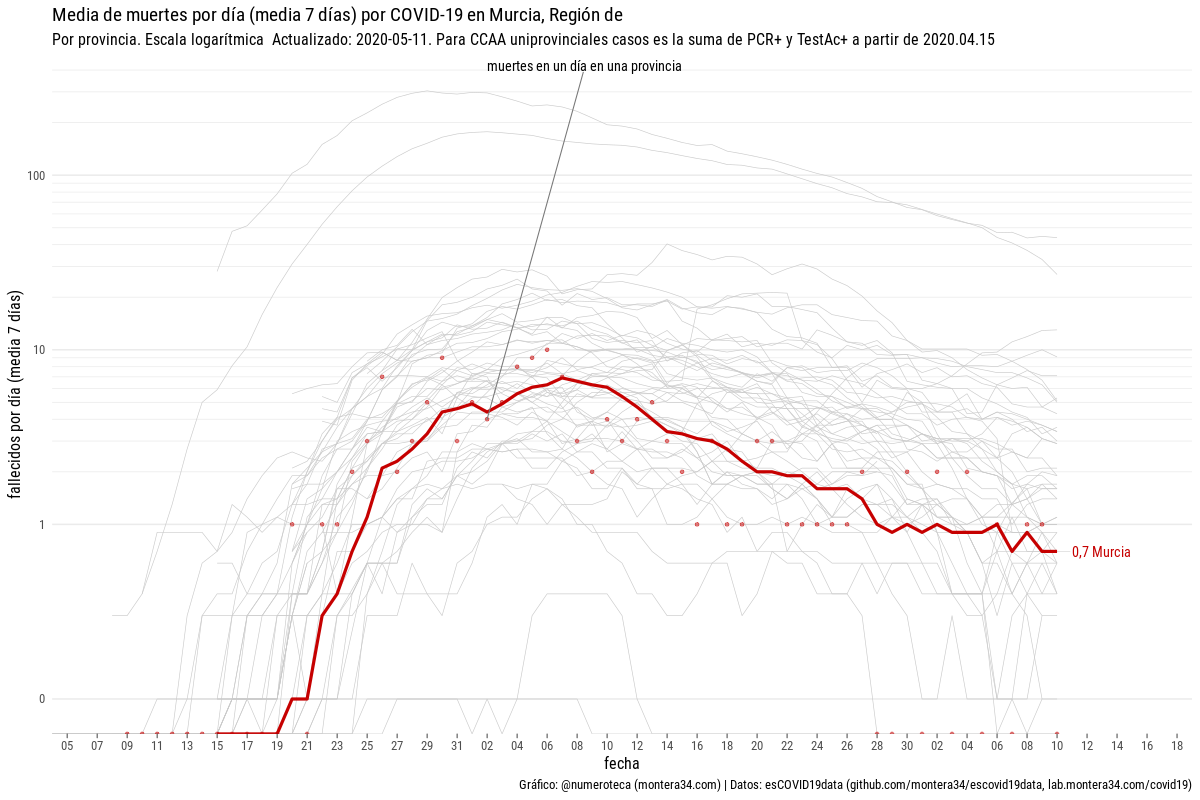 Media de muertes por día (media 7 días) por COVID-19 en Murcia, Región de
Por provincia. Escala logarítmica  Actualizado: 2020-05-11. Para CCAA uniprovinciales casos es la suma de PCR+ y TestAc+ a partir de 2020.04.15
muertes en un día en una provincia
fallecidos por día (media  7 días)
100
10
1
0
0,7 Murcia
05 07 09 11 12 13 15 17 19 21 23 25 27 29 31 02 04 06 08 10 12 14 16 18 20 22 24 26 28 30 02 04 06 08 10 12 14 16 18
fecha
Gráfico: @numeroteca (montera34.com) | Datos: esCOVID19data (github.com/montera34/escovid19data, lab.montera34.com/covid19)